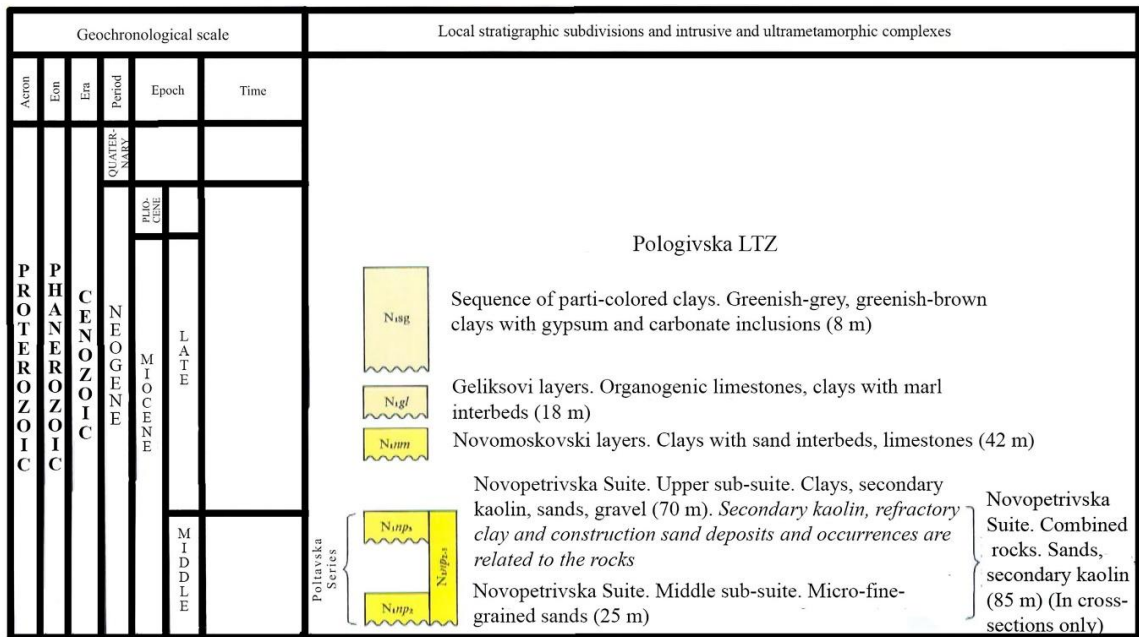 Geochronological scale
Local stratigraphic subdivisions and intrusive and ultrametamorphic complexes
Acron
Eon
Era
Period
Epoch
Time
PROTEROZOIC
PHANEROZOIC
CENOZOIC
QUATER-
NARY
NEOGENE
PLIO-
CENE
MIOCENE
LATE
MIDDLE
Pologivska LTZ
N₁sg
Sequence of parti-colored clays. Greenish-grey, greenish-brown
clays with gypsum and carbonate inclusions (8 m)
N₁gl
Geliksovi layers. Organogenic limestones, clays with marl
interbeds (18 m)
N₁nm
Novomoskovski layers. Clays with sand interbeds, limestones (42 m)
Poltavska
Series
N₁np₃
N₁np₂₋₃
Novopetrivska Suite. Upper sub-suite. Clays, secondary
kaolin, sands, gravel (70 m). Secondary kaolin, refractory
clay and construction sand deposits and occurrences are
related to the rocks
N₁np₂
Novopetrivska Suite. Middle sub-suite. Micro-fine-
grained sands (25 m)
Novopetrivska
Suite. Combined
rocks. Sands,
secondary kaolin
(85 m) (In cross-
sections only)